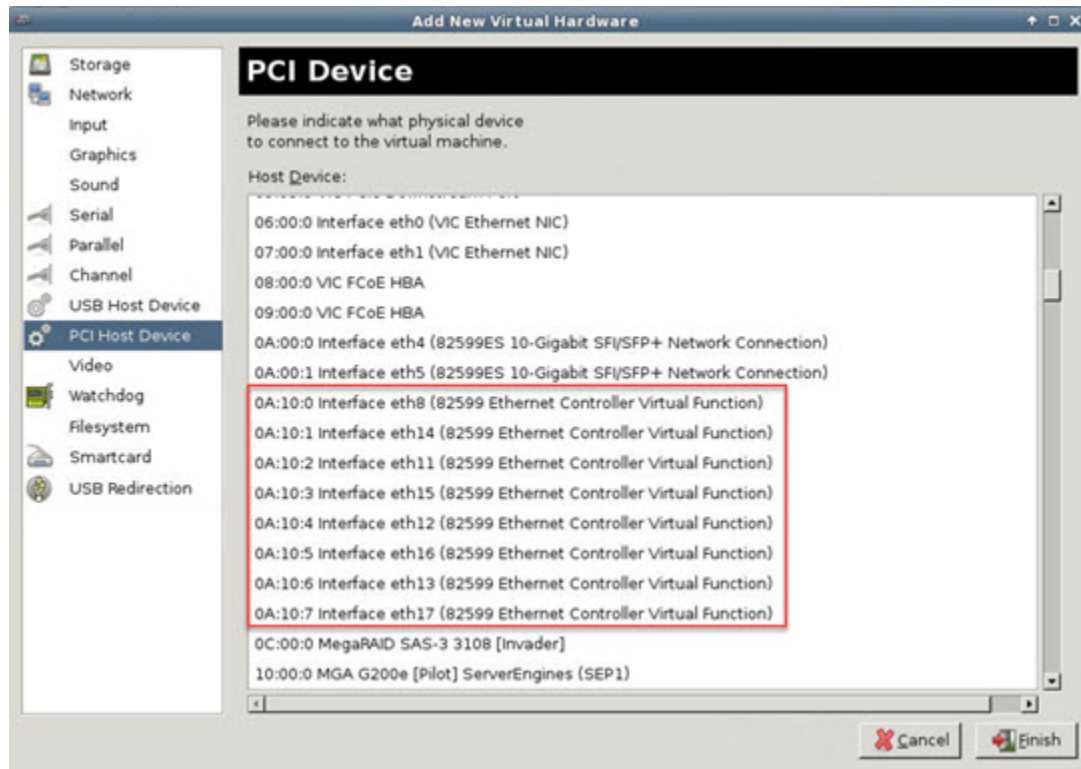 Add New Virtual Hardware
Storage
Network
Input
Graphics
Sound
Serial
Parallel
Channel
USB Host Device
PCI Host Device
Video
Watchdog
Filesystem
Smartcard
USB Redirection
PCI Device
Please indicate what physical device
to connect to the virtual machine.
Host Device:
06:00:0 Interface eth0 (VIC Ethernet NIC)
07:00:0 Interface eth1 (VIC Ethernet NIC)
08:00:0 VIC FCoE HBA
09:00:0 VIC FCoE HBA
0A:00:0 Interface eth4 (82599ES 10-Gigabit SFI/SFP+ Network Connection)
0A:00:1 Interface eth5 (82599ES 10-Gigabit SFI/SFP+ Network Connection)
0A:10:0 Interface eth8 (82599 Ethernet Controller Virtual Function)
0A:10:1 Interface eth14 (82599 Ethernet Controller Virtual Function)
0A:10:2 Interface eth11 (82599 Ethernet Controller Virtual Function)
0A:10:3 Interface eth15 (82599 Ethernet Controller Virtual Function)
0A:10:4 Interface eth12 (82599 Ethernet Controller Virtual Function)
0A:10:5 Interface eth16 (82599 Ethernet Controller Virtual Function)
0A:10:6 Interface eth13 (82599 Ethernet Controller Virtual Function)
0A:10:7 Interface eth17 (82599 Ethernet Controller Virtual Function)
0C:00:0 MegaRAID SAS-3 3108 [Invader]
10:00:0 MGA G200e [Pilot] ServerEngines (SEP1)
Cancel
Finish